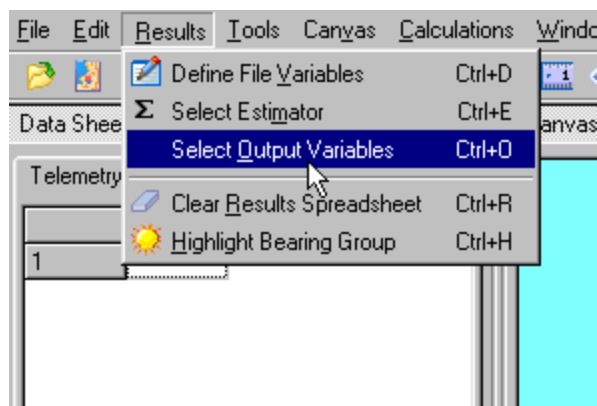 File Edit Results Tools Canvas Calculations Windo
Define File Variables Ctrl+D
Σ Select Estimator Ctrl+E
Data Shee
anvas
Select Output Variables Ctrl+O
Telemetry
Clear Results Spreadsheet Ctrl+R
Highlight Bearing Group Ctrl+H
1